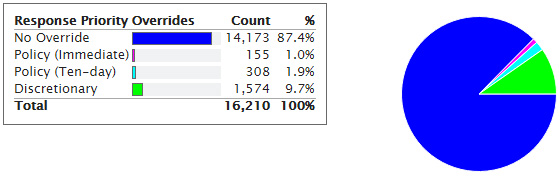 Response Priority Overrides Count %
No Override 14,173 87.4%
Policy (Immediate) 155 1.0%
Policy (Ten-day) 308 1.9%
Discretionary 1,574 9.7%
Total 16,210 100%